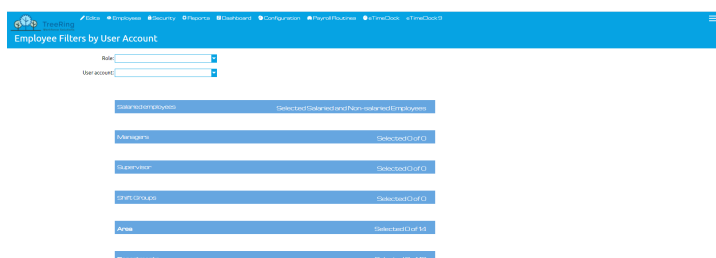 Edits Employees Security Reports Dashboard Configuration Payroll Routines eTimeClock eTimeClock S
TreeRing
Employee Filters by User Account
Role:
User account:
Salaried employees Selected Salaried and Non-salaried Employees
Managers Selected 0 of 0
Supervisor Selected 0 of 0
Shift Groups Selected 0 of 0
Area Selected 0 of 14